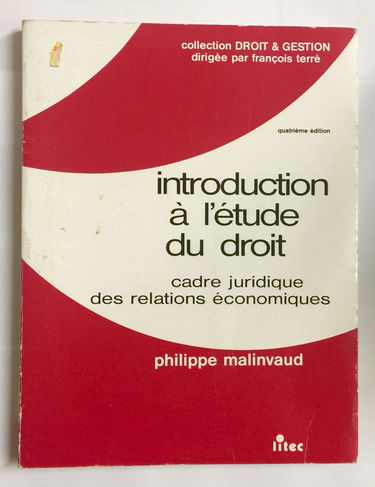 collection DROIT & GESTION
dirigée par françois terré
quatrième édition
introduction
à l'étude
du droit
cadre juridique
des relations économiques
philippe malinvaud
litec